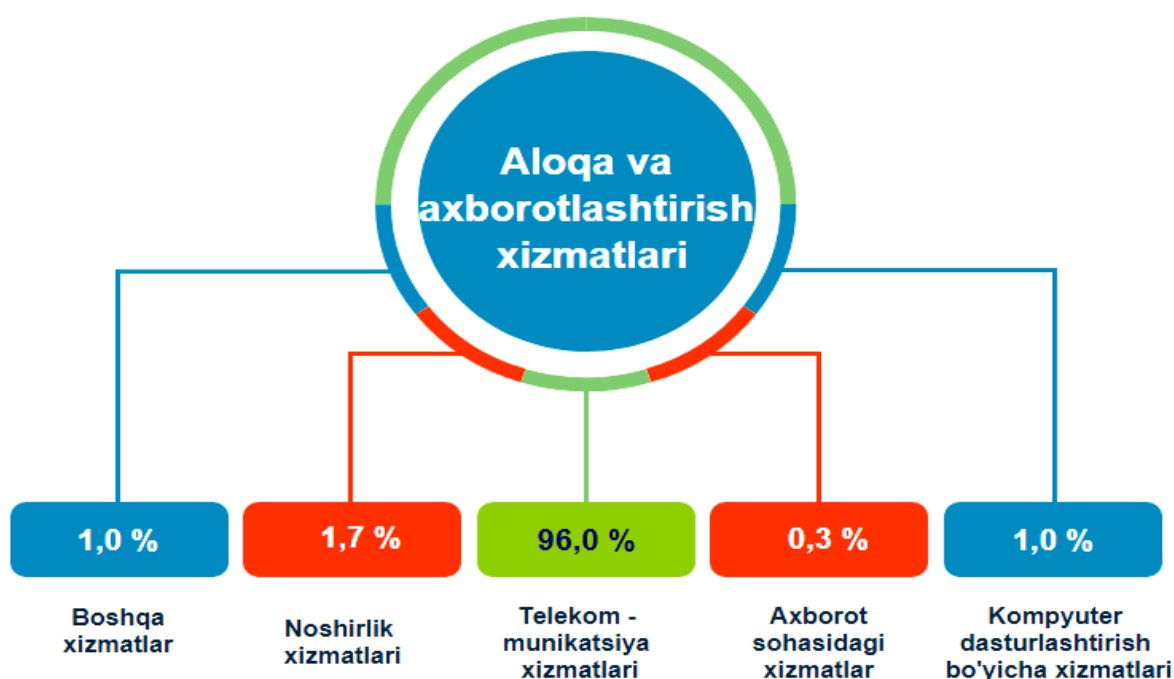 Aloqa va
axborotlashtirish
xizmatlari
1,0 %
1,7 %
96,0 %
0,3 %
1,0 %
Boshqa
xizmatlar
Noshirlik
xizmatlari
Telekom -
munikatsiya
xizmatlari
Axborot
sohasidagi
xizmatlar
Kompyuter
dasturlashtirish
bo'yicha xizmatlari